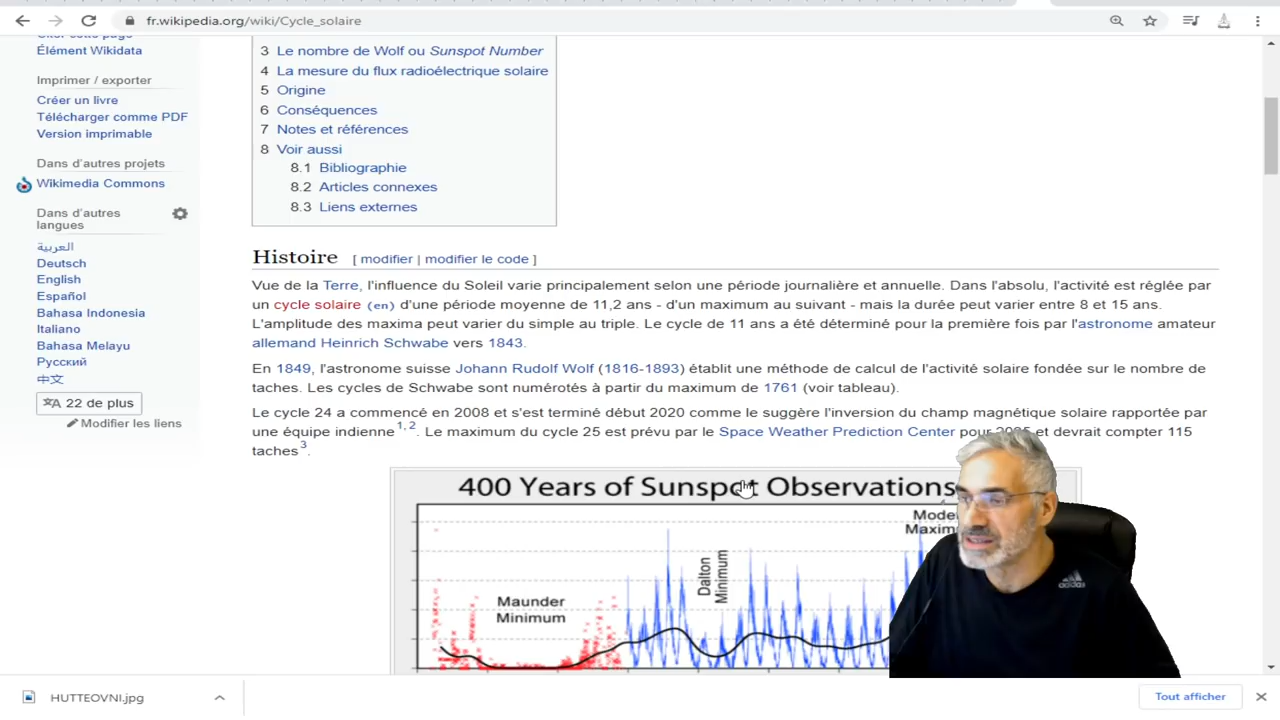 fr.wikipedia.org/wiki/Cycle_solaire
Élément Wikidata
Imprimer / exporter
Créer un livre
Télécharger comme PDF
Version imprimable
Dans d'autres projets
Wikimedia Commons
Dans d'autres
langues
العربية
Deutsch
English
Español
Bahasa Indonesia
Italiano
Bahasa Melayu
Русский
中文
22 de plus
Modifier les liens
3 Le nombre de Wolf ou Sunspot Number
4 La mesure du flux radioélectrique solaire
5 Origine
6 Conséquences
7 Notes et références
8 Voir aussi
8.1 Bibliographie
8.2 Articles connexes
8.3 Liens externes
Histoire [ modifier | modifier le code ]
Vue de la Terre, l'influence du Soleil varie principalement selon une période journalière et annuelle. Dans l'absolu, l'activité est réglée par
un cycle solaire (en) d'une période moyenne de 11,2 ans - d'un maximum au suivant - mais la durée peut varier entre 8 et 15 ans.
L'amplitude des maxima peut varier du simple au triple. Le cycle de 11 ans a été déterminé pour la première fois par l'astronome amateur
allemand Heinrich Schwabe vers 1843.
En 1849, l'astronome suisse Johann Rudolf Wolf (1816-1893) établit une méthode de calcul de l'activité solaire fondée sur le nombre de
taches. Les cycles de Schwabe sont numérotés à partir du maximum de 1761 (voir tableau).
Le cycle 24 a commencé en 2008 et s'est terminé début 2020 comme le suggère l'inversion du champ magnétique solaire rapportée par
une équipe indienne 1, 2. Le maximum du cycle 25 est prévu par le Space Weather Prediction Center pour et devrait compter 115
taches 3.
400 Years of Sunspot Observations
Maunder
Minimum
Dalton
Minimum
adidas
HUTTEOVNI.jpg
Tout afficher